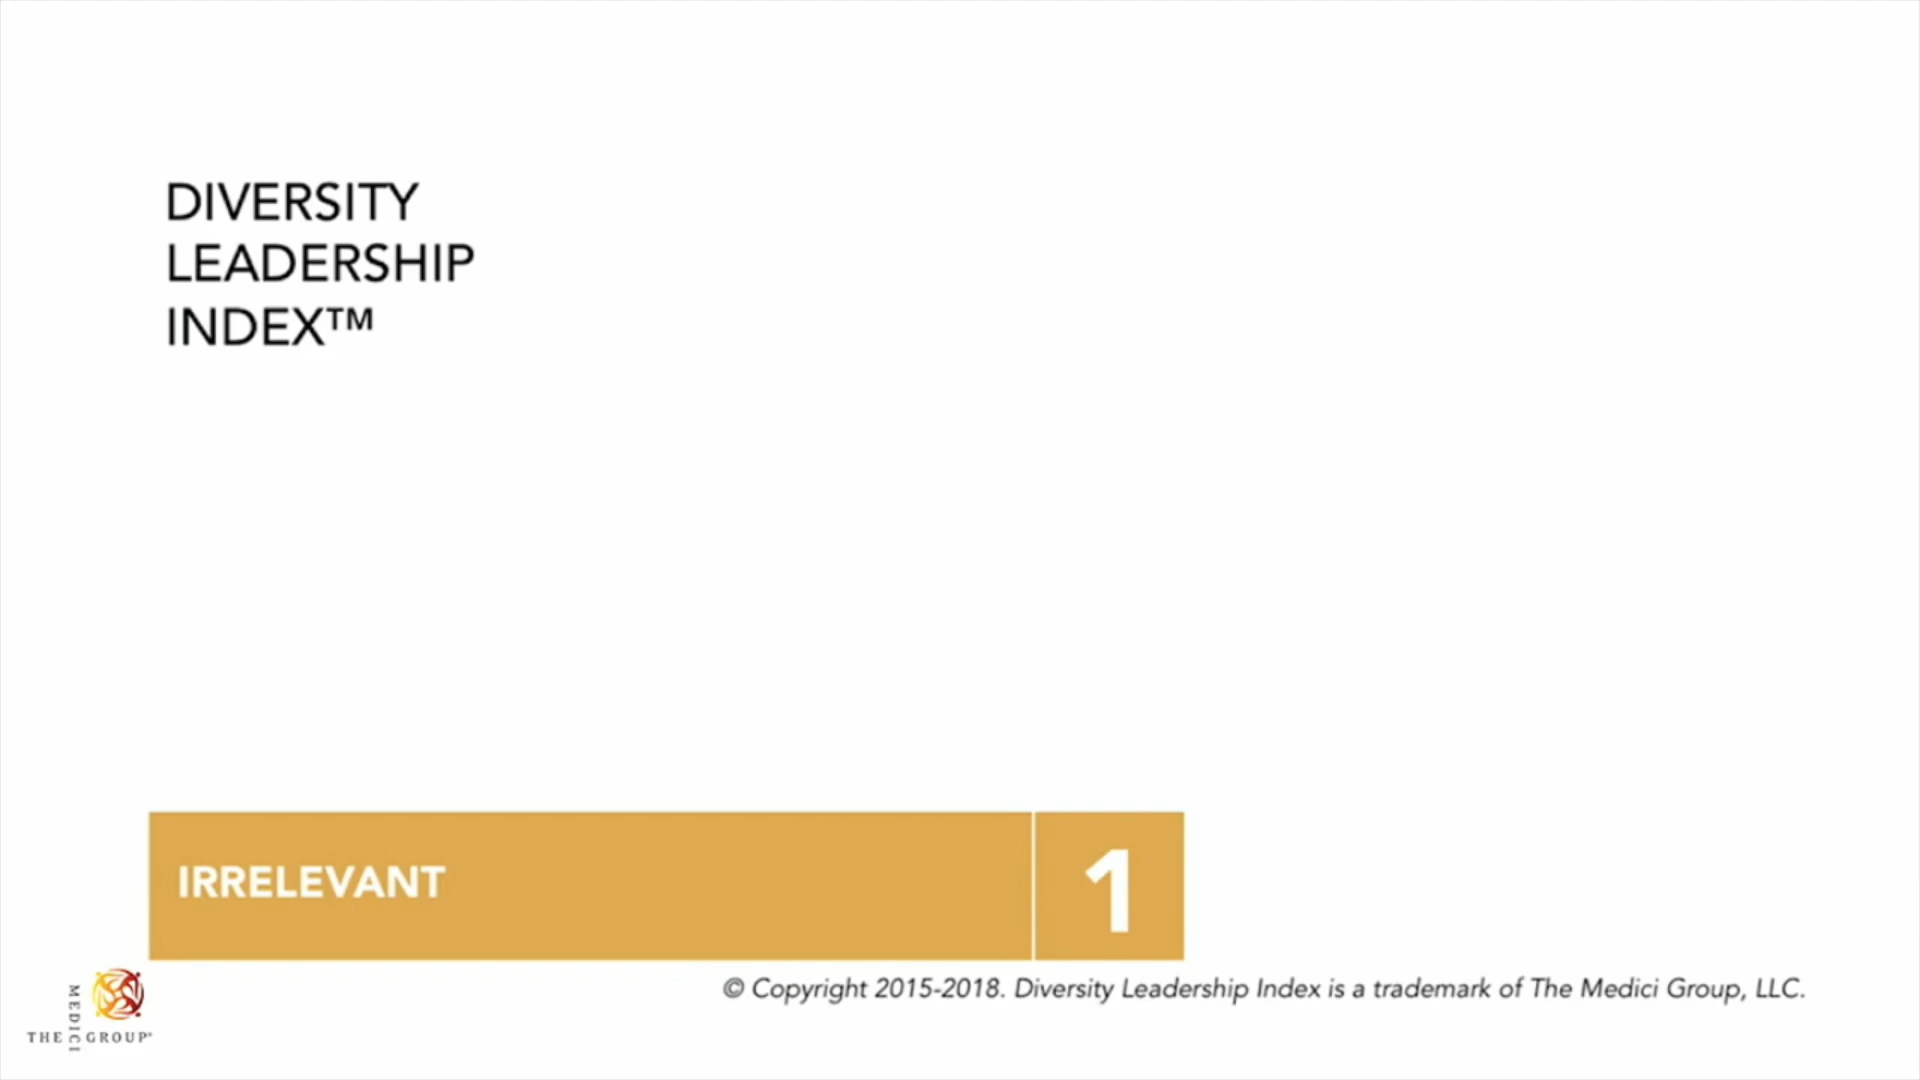 DIVERSITY
LEADERSHIP
INDEX™
IRRELEVANT
1
© Copyright 2015-2018. Diversity Leadership Index is a trademark of The Medici Group, LLC.
MEDICI
THE GROUP